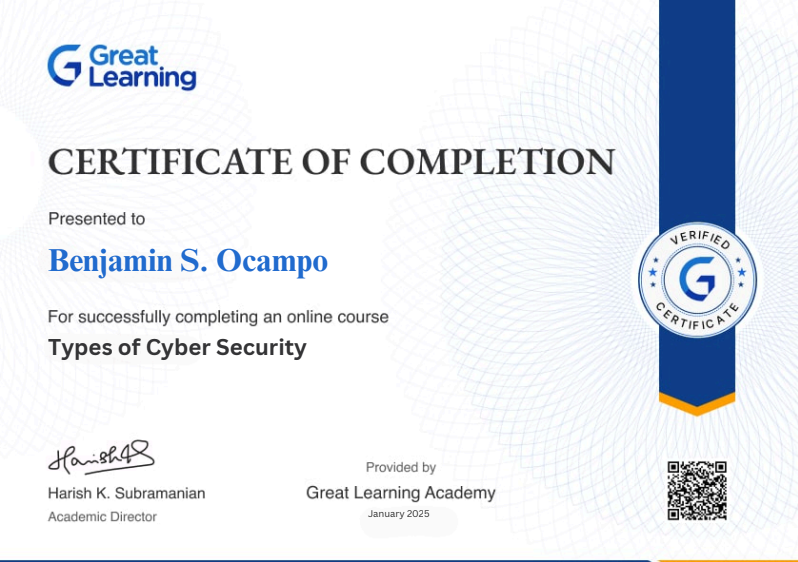 Great
Learning
CERTIFICATE OF COMPLETION
Presented to
Benjamin S. Ocampo
For successfully completing an online course
Types of Cyber Security
VERIFIED
CERTIFICATE
Harish K. Subramanian
Academic Director
Provided by
Great Learning Academy
January 2025